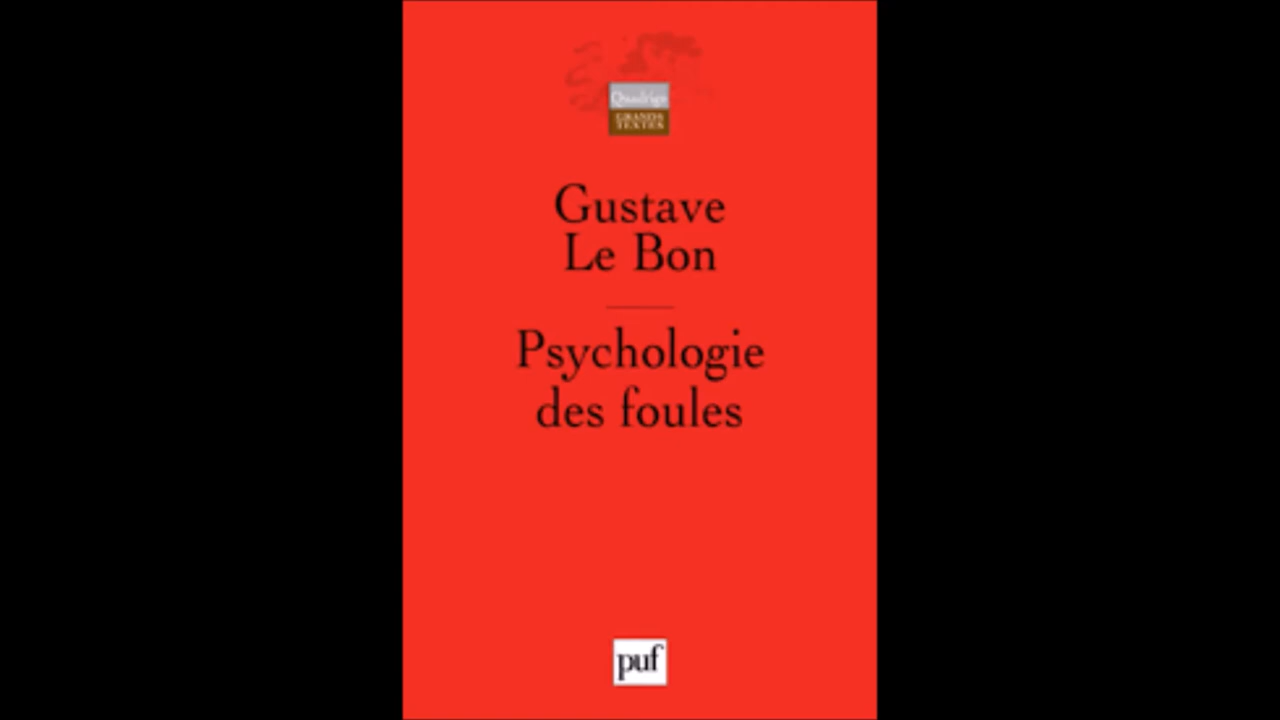 Quadrige
GRANDS
TEXTES
Gustave
Le Bon
Psychologie
des foules
puf